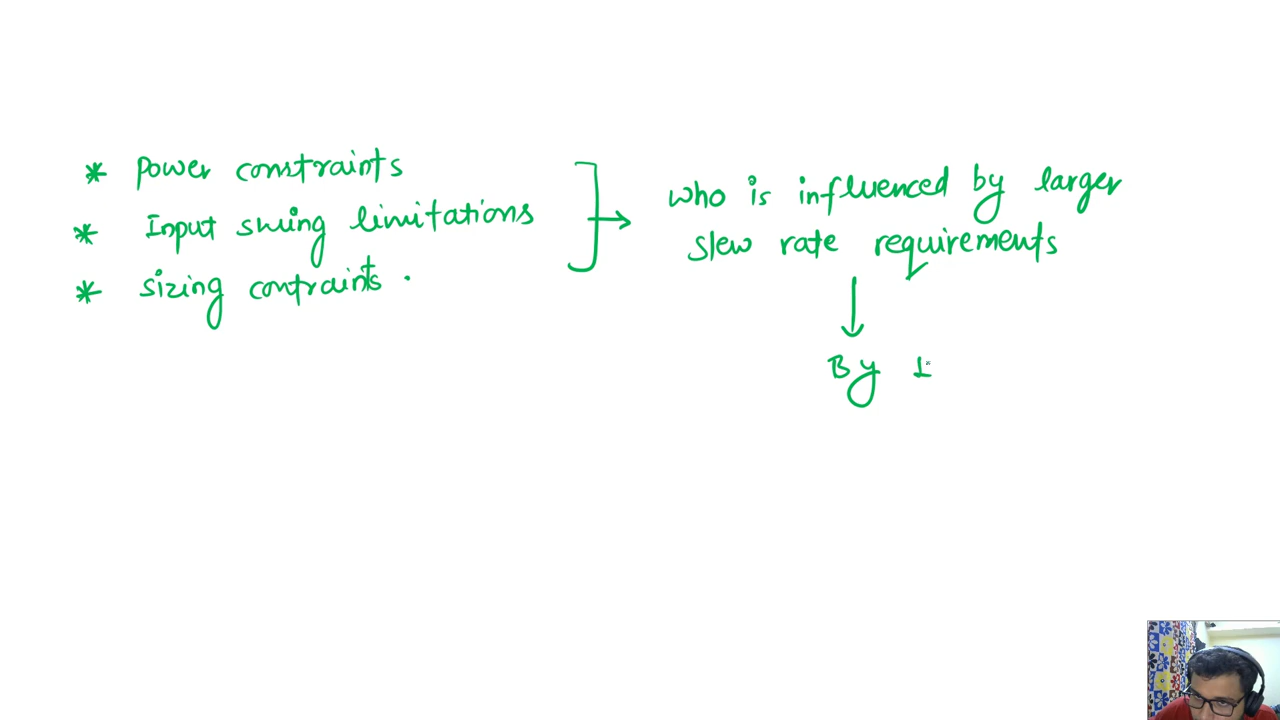 * Power constraints
* Input swing limitations
* sizing contraints .
who is influenced by larger
slew rate requirements
By I